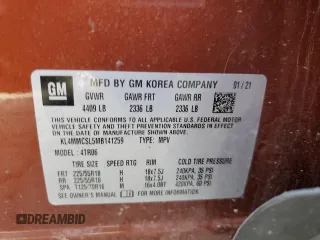 GM
MFD BY GM KOREA COMPANY 01/21
GVWR GAWR FRT GAWR RR
4409 LB 2336 LB 2336 LB
THIS VEHICLE CONFORMS TO ALL APPLICABLE U.S. FEDERAL MOTOR
VEHICLE SAFETY, BUMPER, AND THEFT PREVENTION STANDARDS IN
EFFECT ON THE DATE OF MANUFACTURE SHOWN ABOVE.
KL4MMCSL5MB141259 TYPE: MPV
MODEL: 4TR06
TIRE SIZE SPEED RTG RIM COLD TIRE PRESSURE
FRT 225/55R18 H 18x7.5J 240KPA, 35 PSI
RR 225/55R18 H 18x7.5J 240KPA, 35 PSI
SPA T125/70R16 M 16x4.0BT 420KPA, 60 PSI
SEE OWNER'S MANUAL
DREAMBID